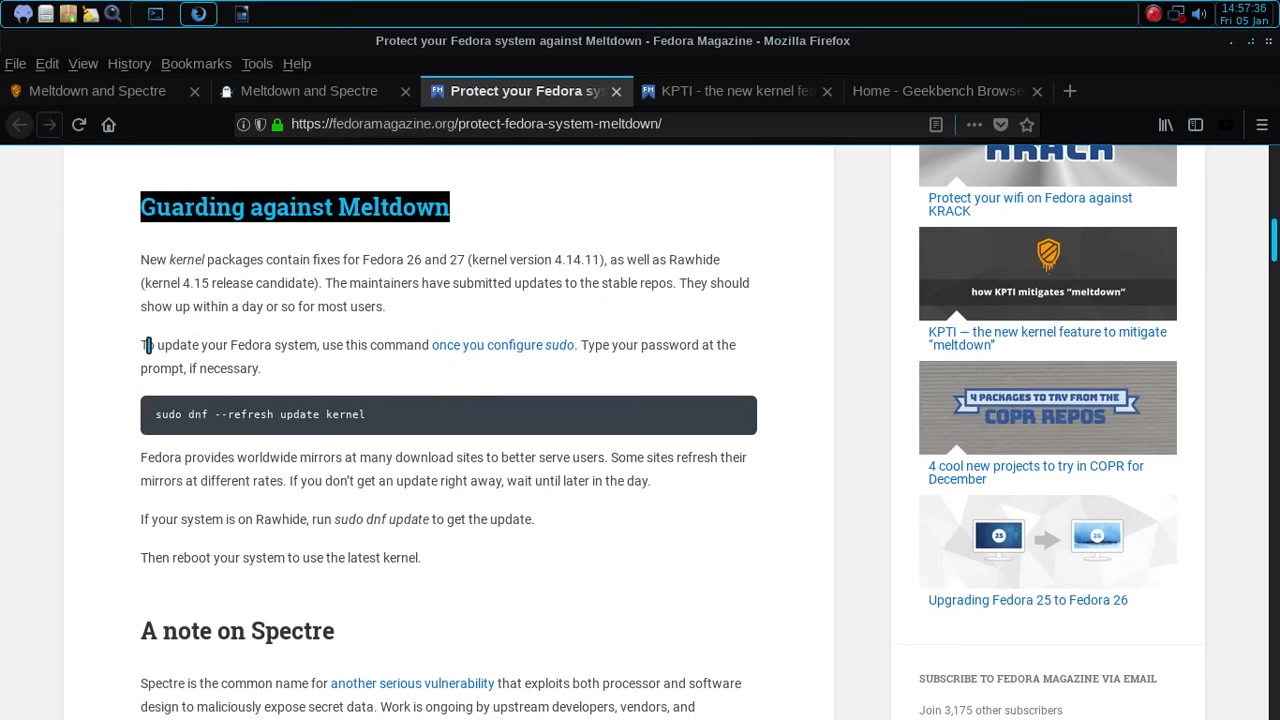 14:57:36
Fri 05 Jan
Protect your Fedora system against Meltdown - Fedora Magazine - Mozilla Firefox
File Edit View History Bookmarks Tools Help
Meltdown and Spectre
Meltdown and Spectre
Protect your Fedora sys
KPTI - the new kernel fea
Home - Geekbench Browse
https://fedoramagazine.org/protect-fedora-system-meltdown/
Guarding against Meltdown
New kernel packages contain fixes for Fedora 26 and 27 (kernel version 4.14.11), as well as Rawhide
(kernel 4.15 release candidate). The maintainers have submitted updates to the stable repos. They should
show up within a day or so for most users.
To update your Fedora system, use this command once you configure sudo. Type your password at the
prompt, if necessary.
sudo dnf --refresh update kernel
Fedora provides worldwide mirrors at many download sites to better serve users. Some sites refresh their
mirrors at different rates. If you don’t get an update right away, wait until later in the day.
If your system is on Rawhide, run sudo dnf update to get the update.
Then reboot your system to use the latest kernel.
A note on Spectre
Spectre is the common name for another serious vulnerability that exploits both processor and software
design to maliciously expose secret data. Work is ongoing by upstream developers, vendors, and
KRACK
Protect your wifi on Fedora against
KRACK
how KPTI mitigates “meltdown”
KPTI — the new kernel feature to mitigate
“meltdown”
4 PACKAGES TO TRY FROM THE
COPR REPOS
4 cool new projects to try in COPR for
December
25
26
Upgrading Fedora 25 to Fedora 26
SUBSCRIBE TO FEDORA MAGAZINE VIA EMAIL
Join 3,175 other subscribers